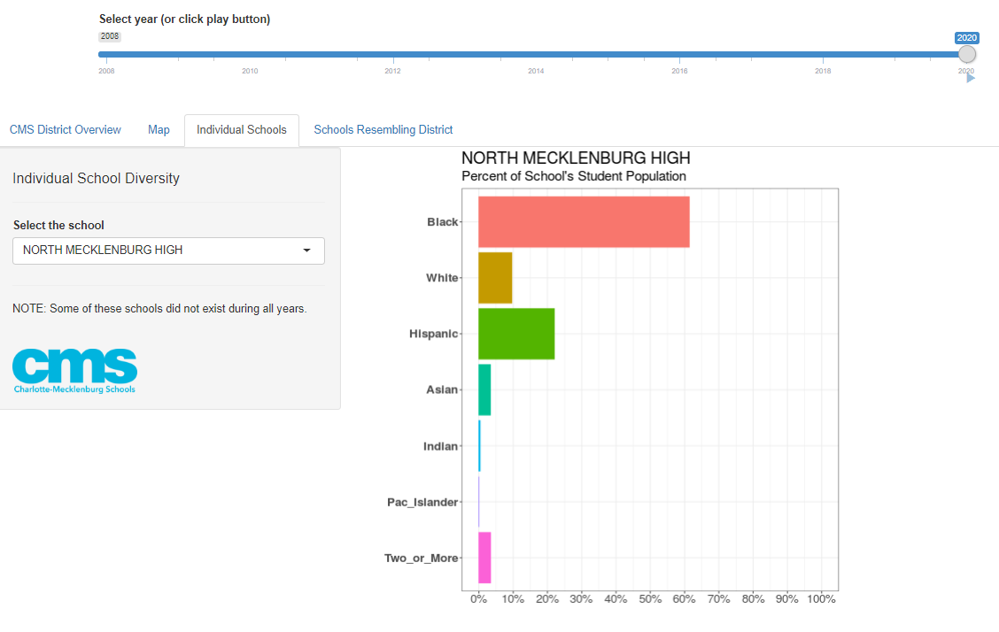 Select year (or click play button)
2008 2020
2008 2010 2012 2014 2016 2018 2020
CMS District Overview Map Individual Schools Schools Resembling District
Individual School Diversity
Select the school
NORTH MECKLENBURG HIGH
NOTE: Some of these schools did not exist during all years.
cms
Charlotte-Mecklenburg Schools
NORTH MECKLENBURG HIGH
Percent of School's Student Population
Black
White
Hispanic
Asian
Indian
Pac_Islander
Two_or_More
0% 10% 20% 30% 40% 50% 60% 70% 80% 90% 100%